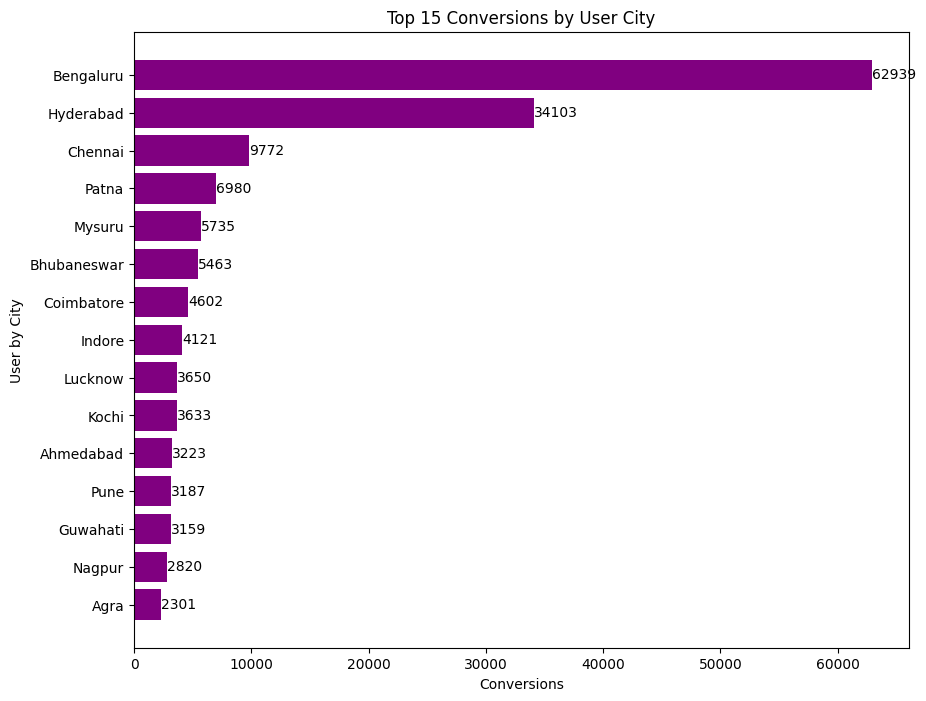 Top 15 Conversions by User City
User by City
Bengaluru 62939
Hyderabad 34103
Chennai 9772
Patna 6980
Mysuru 5735
Bhubaneswar 5463
Coimbatore 4602
Indore 4121
Lucknow 3650
Kochi 3633
Ahmedabad 3223
Pune 3187
Guwahati 3159
Nagpur 2820
Agra 2301
0 10000 20000 30000 40000 50000 60000
Conversions